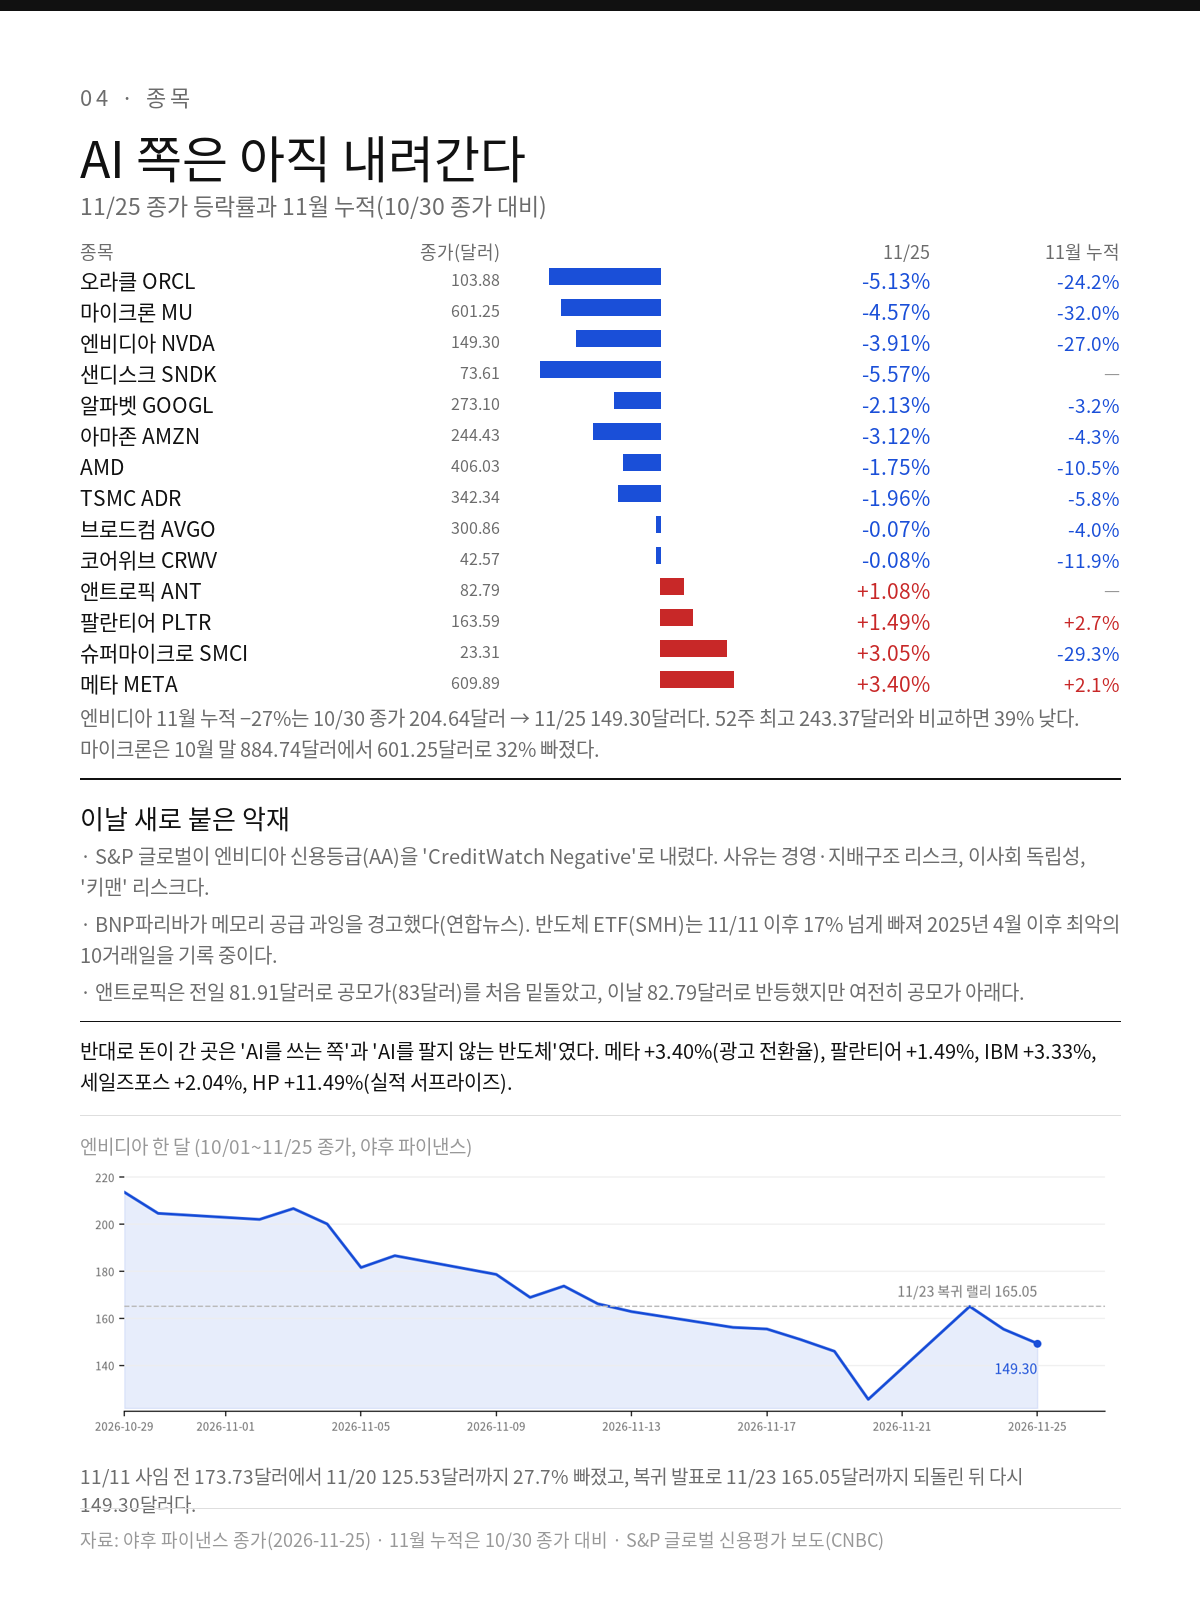 04 · 종목
AI 쪽은 아직 내려간다
11/25 종가 등락률과 11월 누적(10/30 종가 대비)
종목 종가(달러) 11/25 11월 누적
오라클 ORCL 103.88 -5.13% -24.2%
마이크론 MU 601.25 -4.57% -32.0%
엔비디아 NVDA 149.30 -3.91% -27.0%
샌디스크 SNDK 73.61 -5.57% —
알파벳 GOOGL 273.10 -2.13% -3.2%
아마존 AMZN 244.43 -3.12% -4.3%
AMD 406.03 -1.75% -10.5%
TSMC ADR 342.34 -1.96% -5.8%
브로드컴 AVGO 300.86 -0.07% -4.0%
코어위브 CRWV 42.57 -0.08% -11.9%
앤트로픽 ANT 82.79 +1.08% —
팔란티어 PLTR 163.59 +1.49% +2.7%
슈퍼마이크로 SMCI 23.31 +3.05% -29.3%
메타 META 609.89 +3.40% +2.1%
엔비디아 11월 누적 −27%는 10/30 종가 204.64달러 → 11/25 149.30달러다. 52주 최고 243.37달러와 비교하면 39% 낮다.
마이크론은 10월 말 884.74달러에서 601.25달러로 32% 빠졌다.
이날 새로 붙은 악재
· S&P 글로벌이 엔비디아 신용등급(AA)을 'CreditWatch Negative'로 내렸다. 사유는 경영·지배구조 리스크, 이사회 독립성,
'키맨' 리스크다.
· BNP파리바가 메모리 공급 과잉을 경고했다(연합뉴스). 반도체 ETF(SMH)는 11/11 이후 17% 넘게 빠져 2025년 4월 이후 최악의
10거래일을 기록 중이다.
· 앤트로픽은 전일 81.91달러로 공모가(83달러)를 처음 밑돌았고, 이날 82.79달러로 반등했지만 여전히 공모가 아래다.
반대로 돈이 간 곳은 'AI를 쓰는 쪽'과 'AI를 팔지 않는 반도체'였다. 메타 +3.40%(광고 전환율), 팔란티어 +1.49%, IBM +3.33%,
세일즈포스 +2.04%, HP +11.49%(실적 서프라이즈).
엔비디아 한 달 (10/01~11/25 종가, 야후 파이낸스)
220
200
180
11/23 복귀 랠리 165.05
160
140
149.30
2026-10-29 2026-11-01 2026-11-05 2026-11-09 2026-11-13 2026-11-17 2026-11-21 2026-11-25
11/11 사임 전 173.73달러에서 11/20 125.53달러까지 27.7% 빠졌고, 복귀 발표로 11/23 165.05달러까지 되돌린 뒤 다시
149.30달러다.
자료: 야후 파이낸스 종가(2026-11-25) · 11월 누적은 10/30 종가 대비 · S&P 글로벌 신용평가 보도(CNBC)